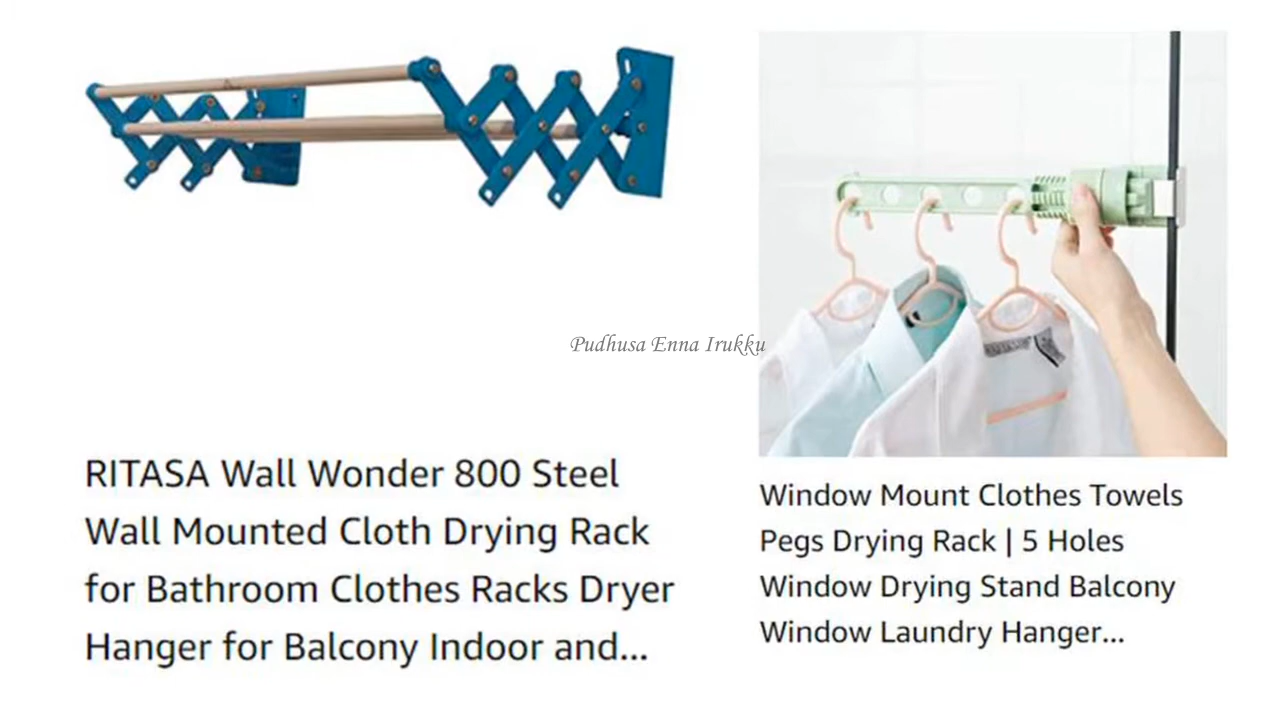 Pudhusa Enna Irukku
RITASA Wall Wonder 800 Steel
Wall Mounted Cloth Drying Rack
for Bathroom Clothes Racks Dryer
Hanger for Balcony Indoor and...
Window Mount Clothes Towels
Pegs Drying Rack | 5 Holes
Window Drying Stand Balcony
Window Laundry Hanger...